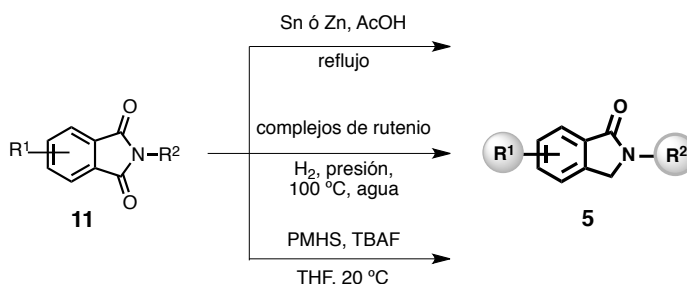 Sn ó Zn, AcOH
reflujo
O
R¹
N
R²
O
11
complejos de rutenio
H₂, presión,
100 ºC, agua
PMHS, TBAF
THF, 20 ºC
O
R¹
N
R²
5